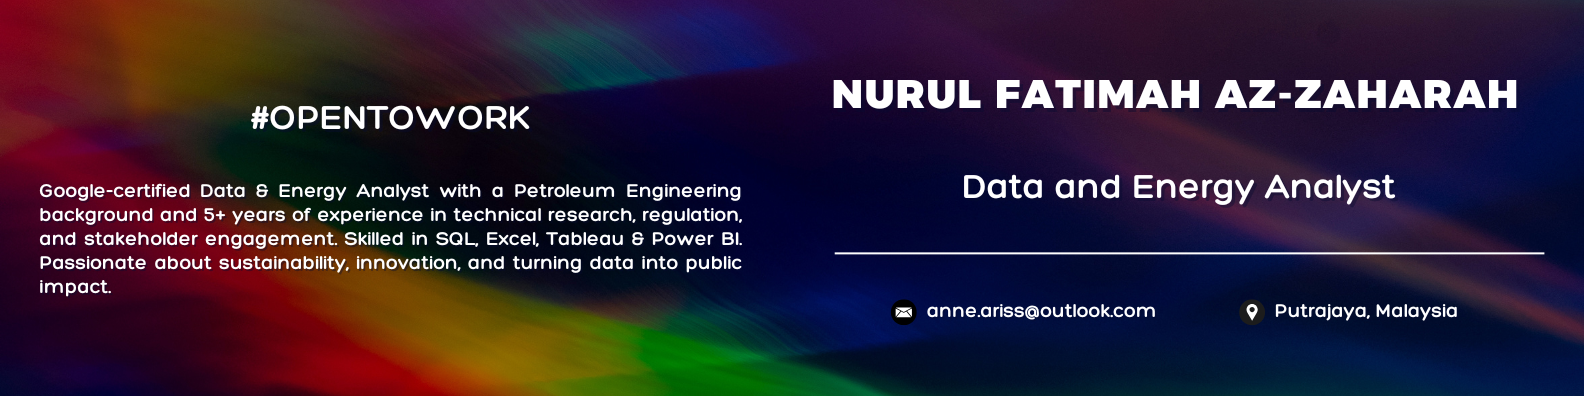 #OPENTOWORK
Google-certified Data & Energy Analyst with a Petroleum Engineering
background and 5+ years of experience in technical research, regulation,
and stakeholder engagement. Skilled in SQL, Excel, Tableau & Power BI.
Passionate about sustainability, innovation, and turning data into public
impact.
NURUL FATIMAH AZ-ZAHARAH
Data and Energy Analyst
anne.ariss@outlook.com
Putrajaya, Malaysia